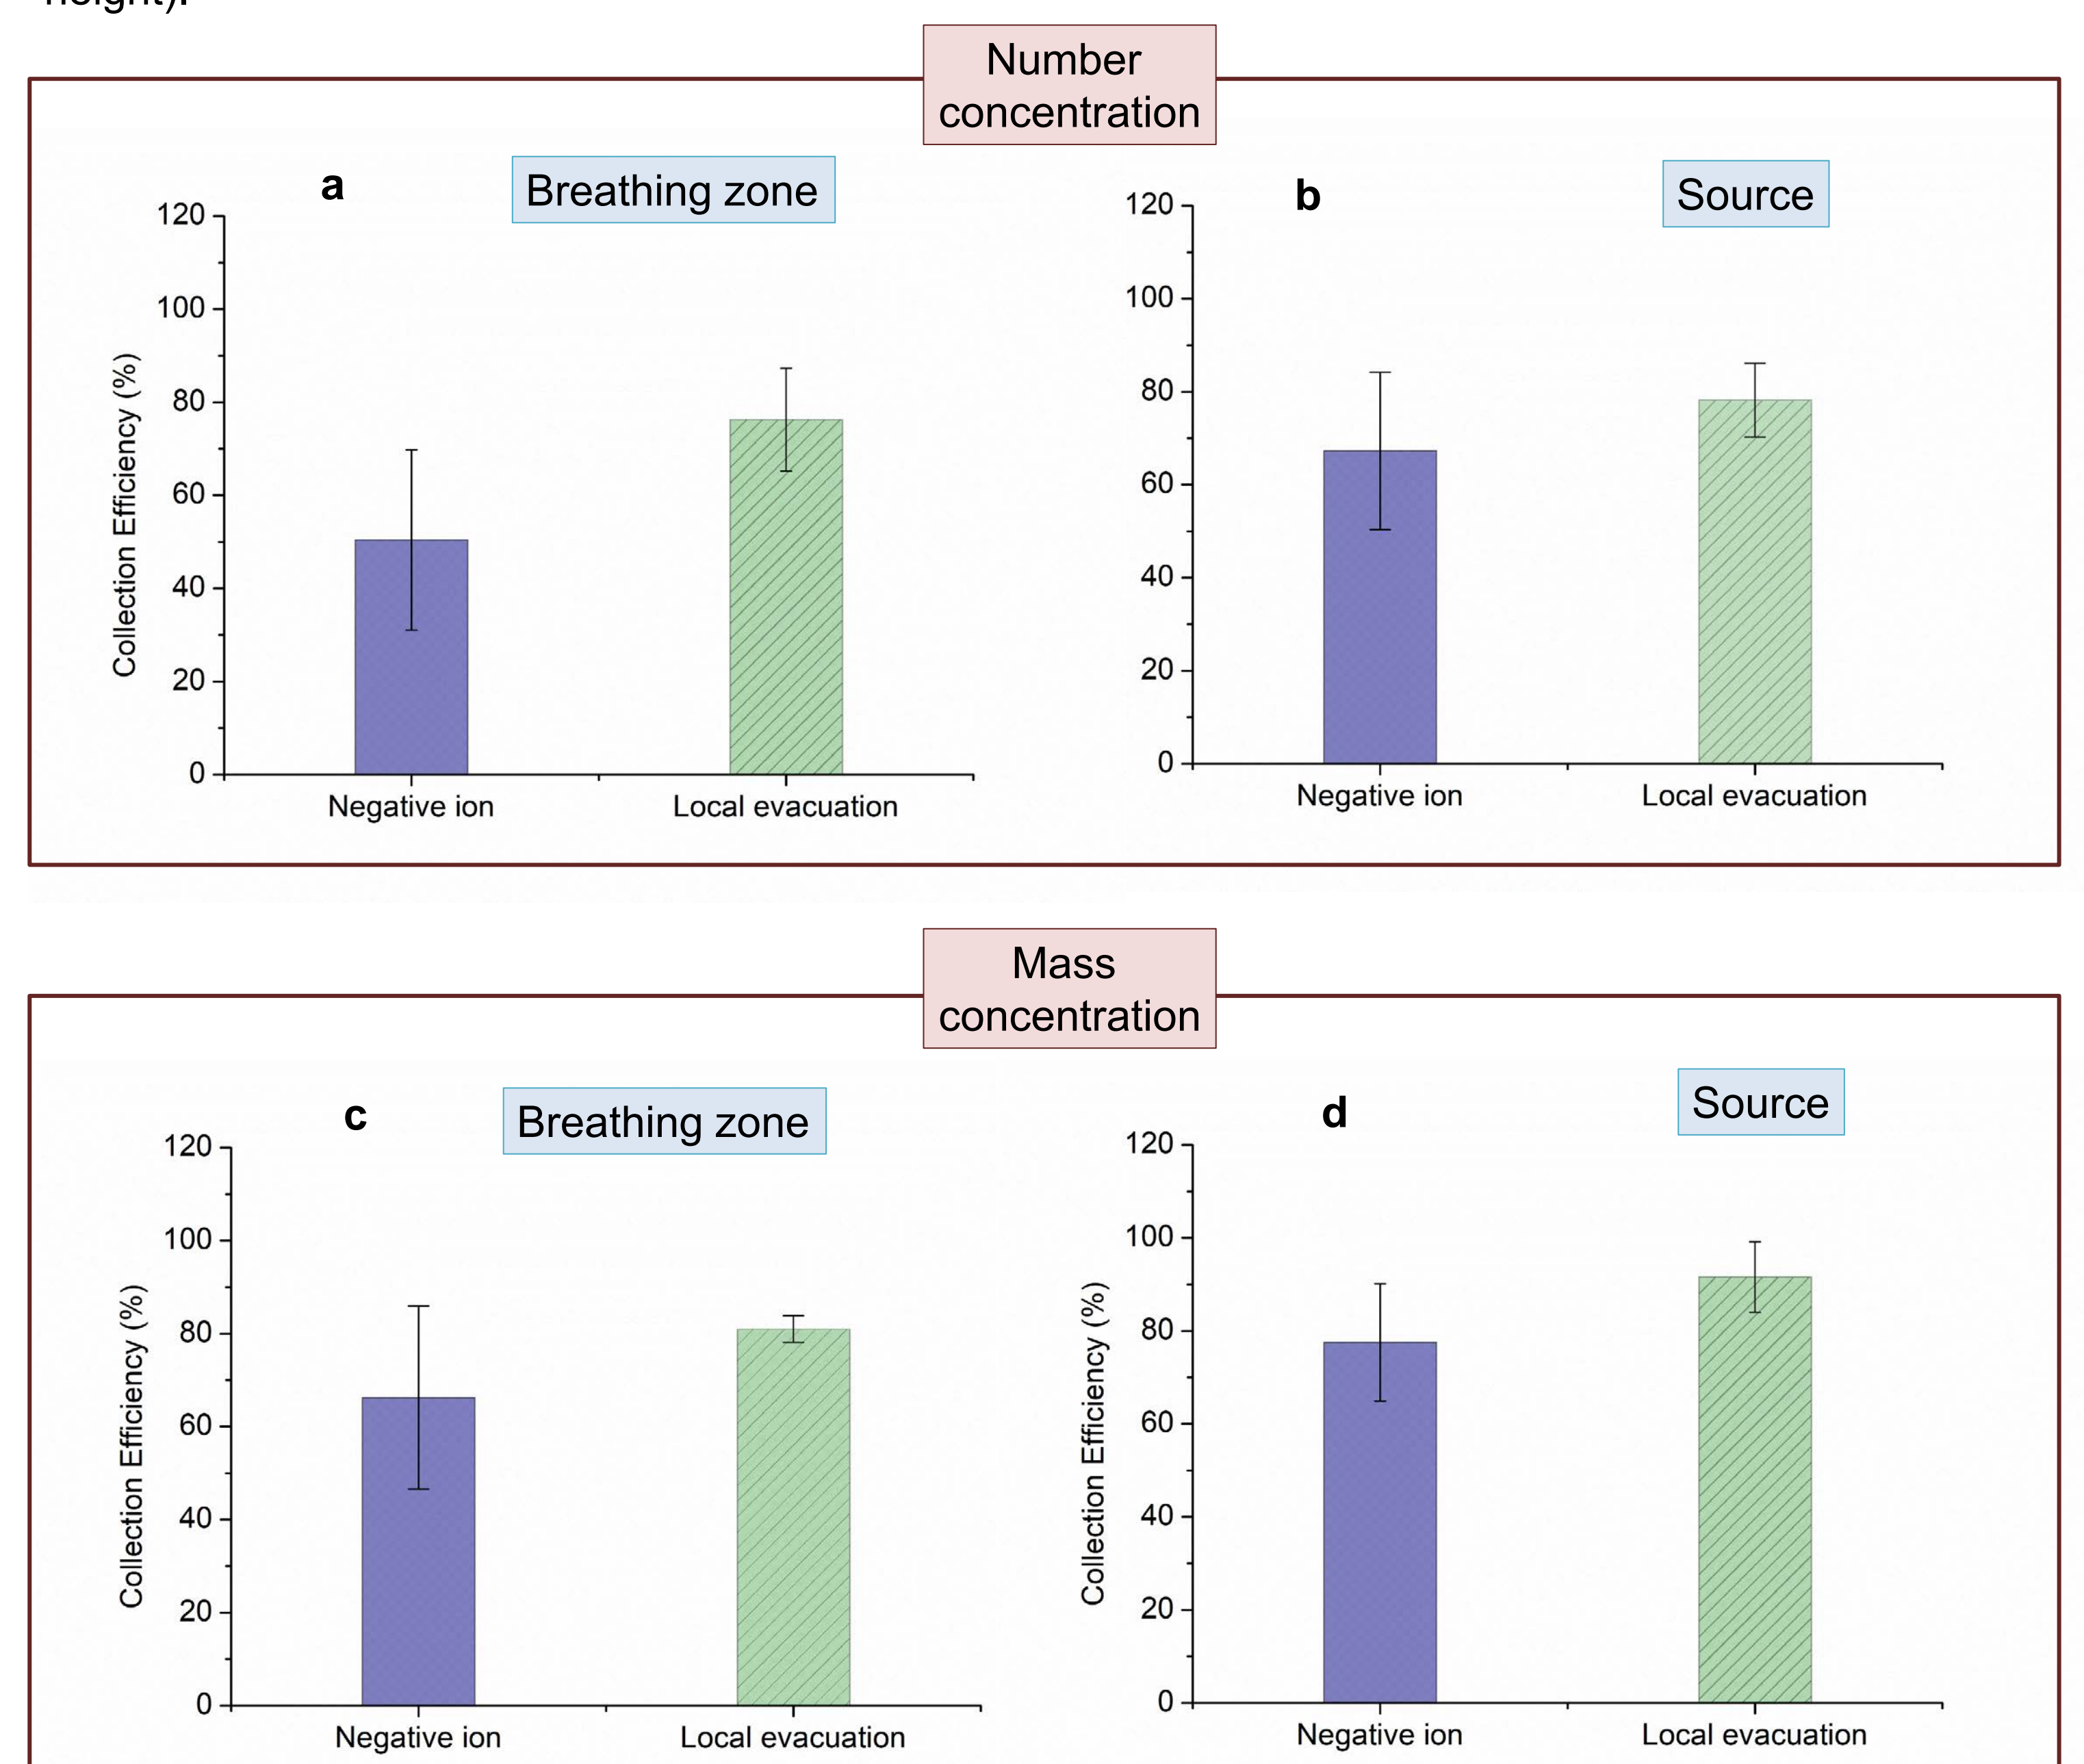 height).
Number
concentration
a
Breathing zone
120
100
80
60
40
20
0
Collection Efficiency (%)
Negative ion
Local evacuation
b
Source
120
100
80
60
40
20
0
Negative ion
Local evacuation
Mass
concentration
c
Breathing zone
120
100
80
60
40
20
0
Collection Efficiency (%)
Negative ion
Local evacuation
d
Source
120
100
80
60
40
20
0
Collection Efficiency (%)
Negative ion
Local evacuation